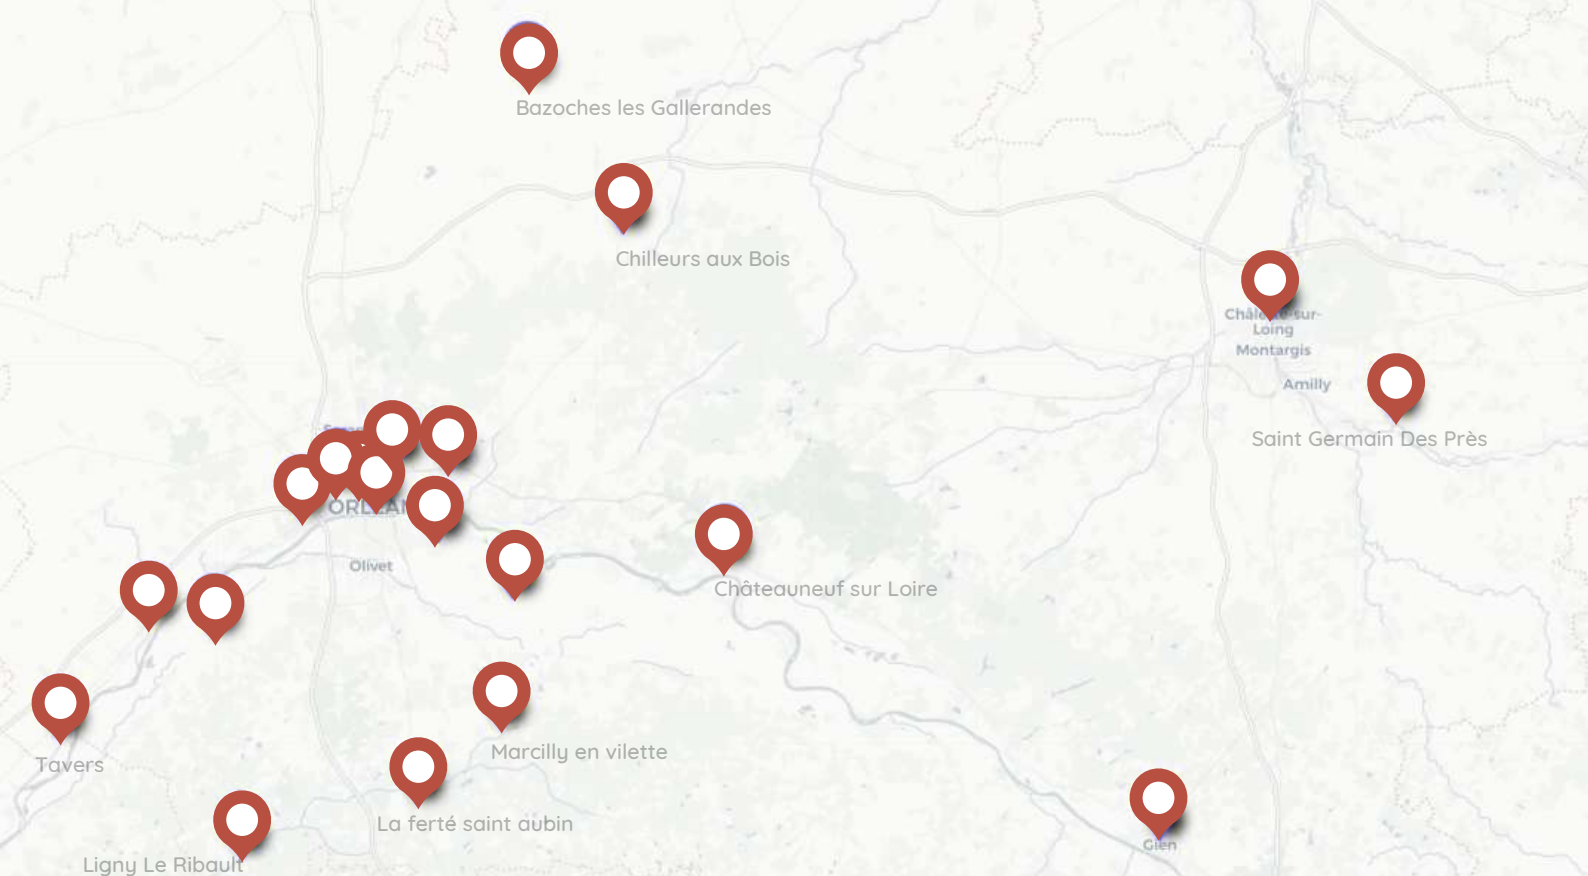 Bazoches les Gallerandes
Chilleurs aux Bois
Loing
Montargis
Amilly
Saint Germain Des Près
Olivet
Châteauneuf sur Loire
Marcilly en vilette
Tavers
La ferté saint aubin
Gien
Ligny Le Ribault